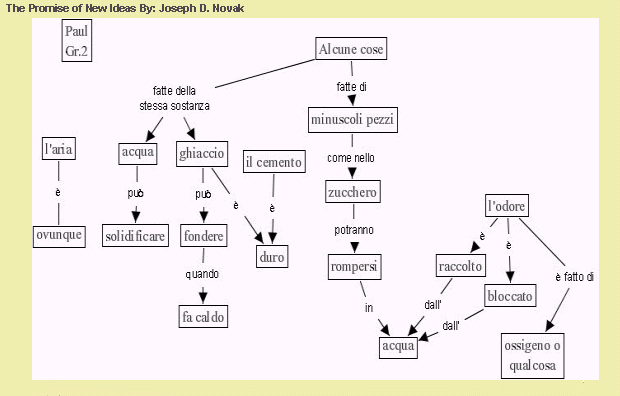 The Promise of New Ideas By: Joseph D. Novak
Paul
Gr.2
Alcune cose
fatte della
stessa sostanza
fatte di
minuscoli pezzi
l'aria
acqua
ghiaccio
il cemento
come nello
è
può
può
è
è
zucchero
l'odore
ovunque
solidificare
fondere
duro
potranno
è
è
rompersi
raccolto
è fatto di
quando
bloccato
fa caldo
in
dall'
dall'
acqua
ossigeno o
qualcosa